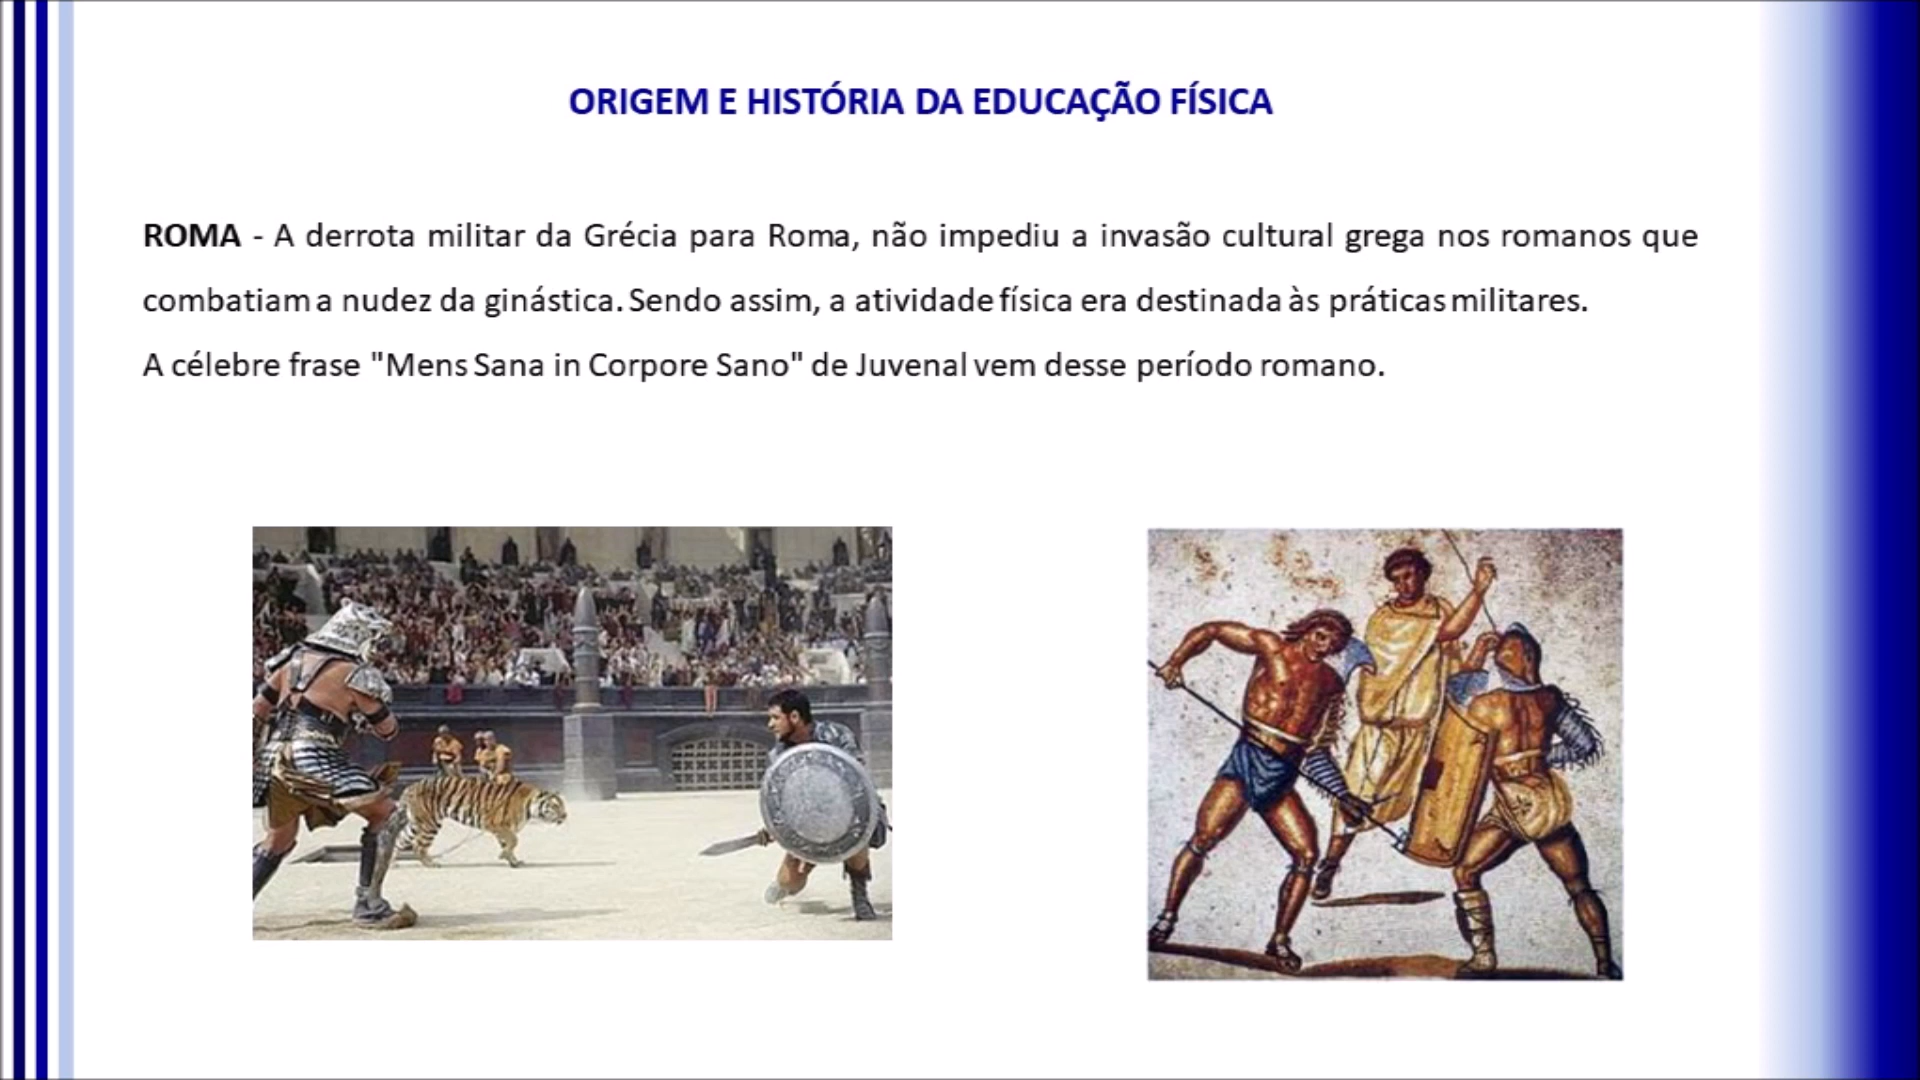 ORIGEM E HISTÓRIA DA EDUCAÇÃO FÍSICA
ROMA - A derrota militar da Grécia para Roma, não impediu a invasão cultural grega nos romanos que
combatiam a nudez da ginástica. Sendo assim, a atividade física era destinada às práticas militares.
A célebre frase "Mens Sana in Corpore Sano" de Juvenal vem desse período romano.